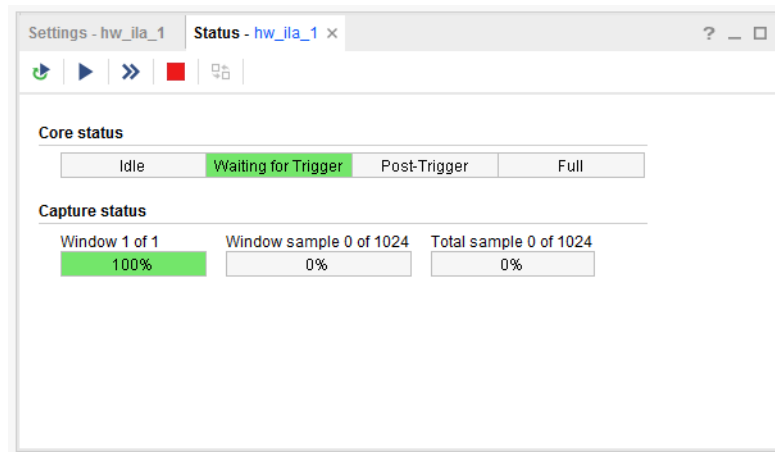 Settings - hw_ila_1 Status - hw_ila_1 × ?
Core status
Idle Waiting for Trigger Post-Trigger Full
Capture status
Window 1 of 1 Window sample 0 of 1024 Total sample 0 of 1024
100% 0% 0%